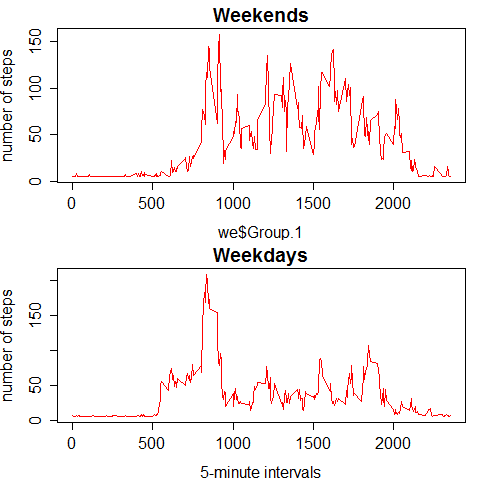 Weekends
number of steps
150
100
50
0
0 500 1000 1500 2000
we$Group.1
Weekdays
number of steps
150
50
0
0 500 1000 1500 2000
5-minute intervals